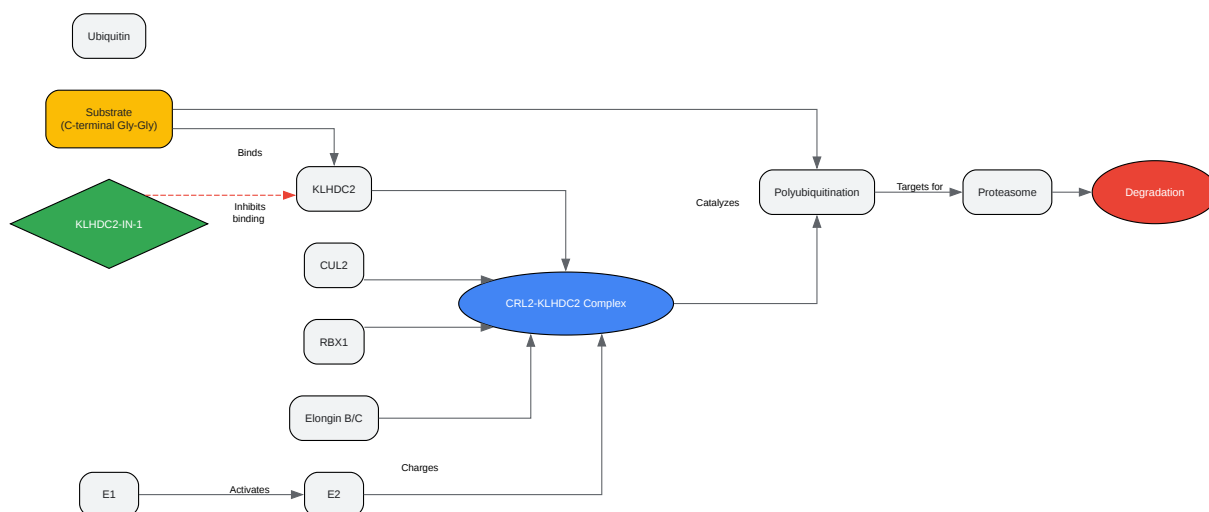 Ubiquitin
Substrate
(C-terminal Gly-Gly)
Binds
KLHDC2
Inhibits
binding
KLHDC2-IN-1
Catalyzes
Polyubiquitination
Targets for
Proteasome
Degradation
CUL2
CRL2-KLHDC2 Complex
RBX1
Elongin B/C
Charges
E1
Activates
E2